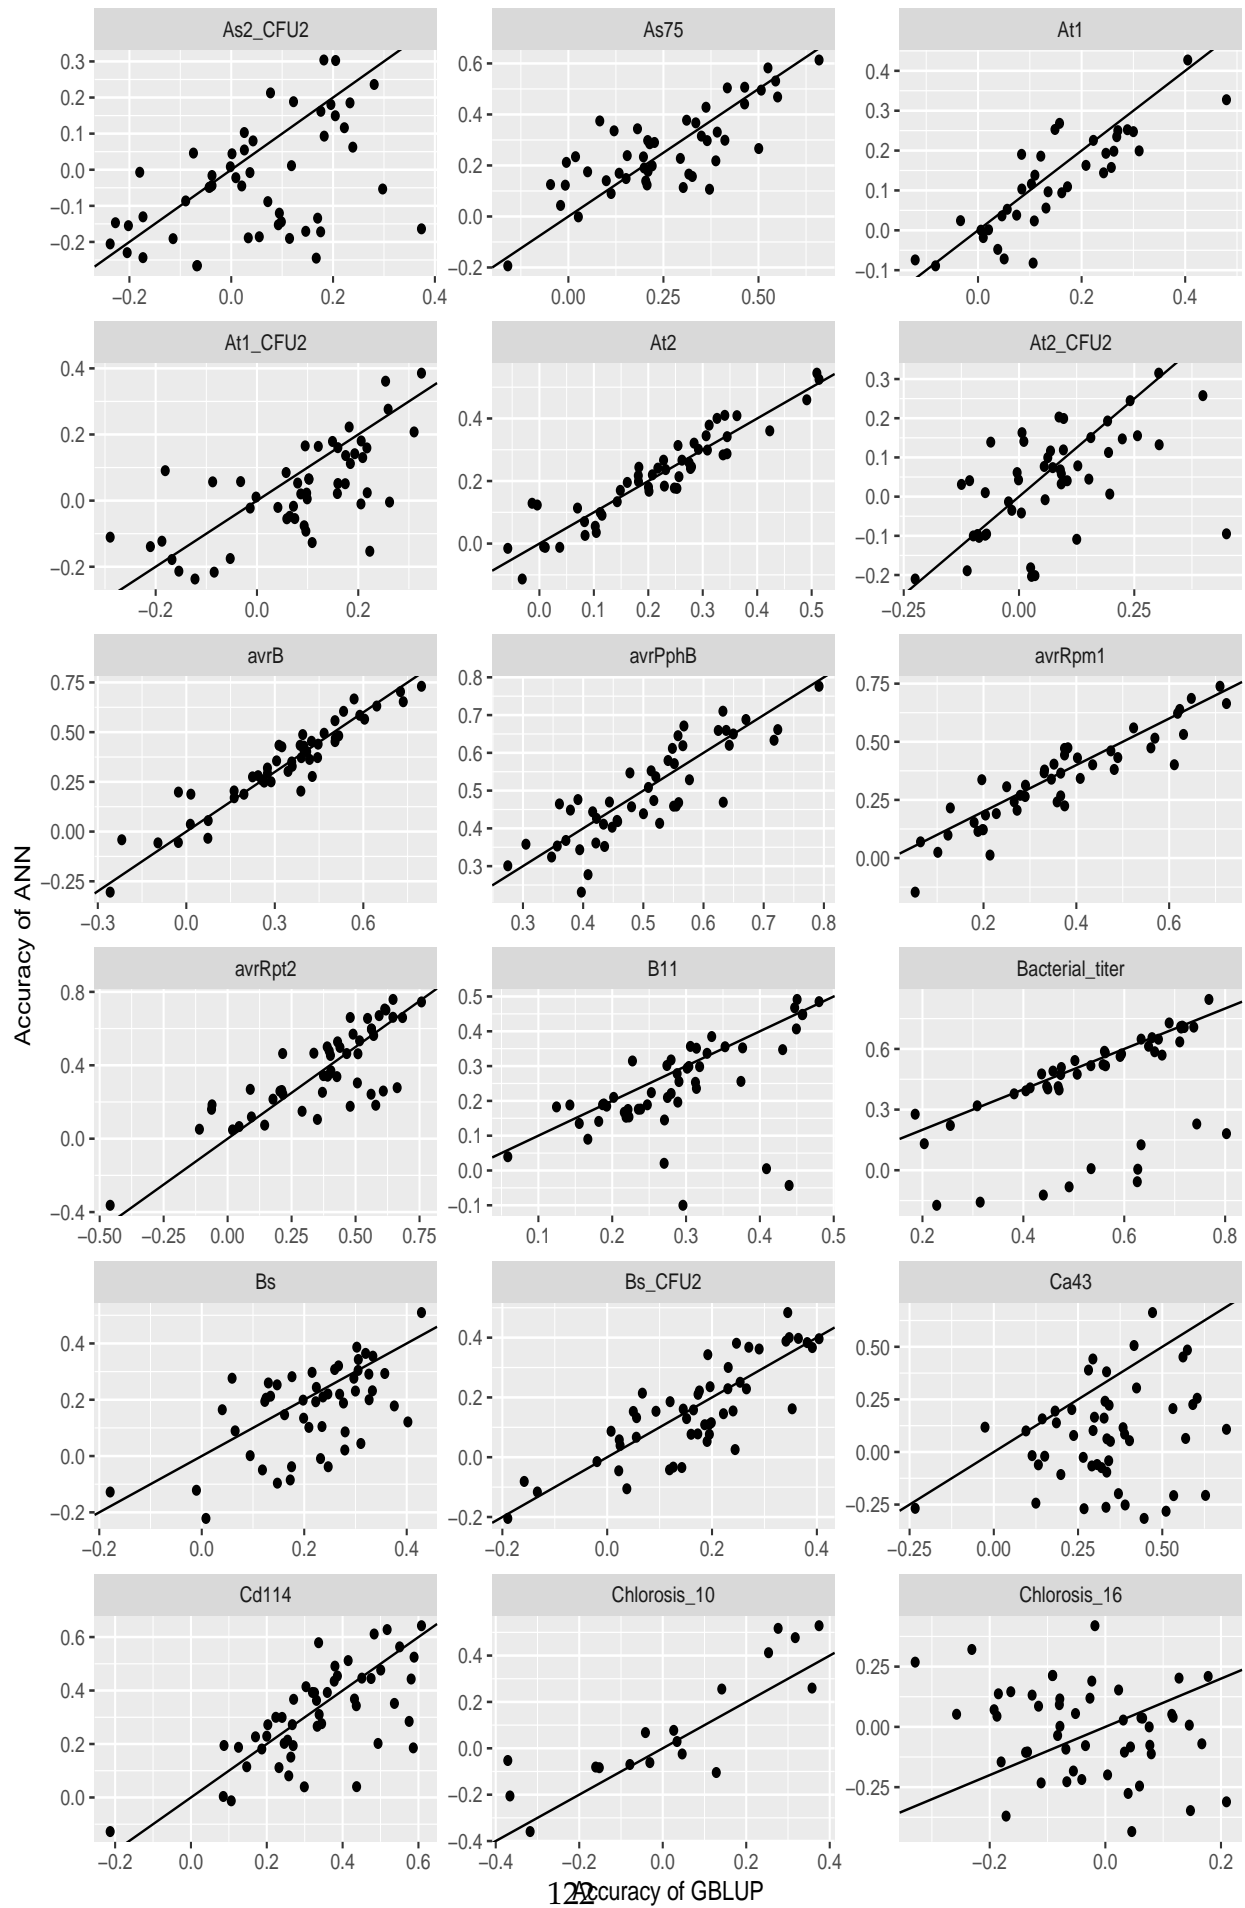 As2_CFU2 As75 At1
0.3 0.2 0.1 0.0 −0.1 −0.2
−0.2 0.0 0.2 0.4
0.6 0.4 0.2 0.0 −0.2
0.00 0.25 0.50
0.4 0.3 0.2 0.1 0.0 −0.1
0.0 0.2 0.4
At1_CFU2 At2 At2_CFU2
0.4 0.2 0.0 −0.2
−0.2 0.0 0.2
0.4 0.2 0.0
0.0 0.1 0.2 0.3 0.4 0.5
0.3 0.2 0.1 0.0 −0.1 −0.2
−0.25 0.00 0.25
avrB avrPphB avrRpm1
0.75 0.50 0.25 0.00 −0.25
−0.3 0.0 0.3 0.6
0.8 0.7 0.6 0.5 0.4 0.3
0.3 0.4 0.5 0.6 0.7 0.8
0.75 0.50 0.25 0.00
0.2 0.4 0.6
Accuracy of ANN
avrRpt2 B11 Bacterial_titer
0.8 0.4 0.0 −0.4
−0.50 −0.25 0.00 0.25 0.50 0.75
0.5 0.4 0.3 0.2 0.1 0.0 −0.1
0.1 0.2 0.3 0.4 0.5
0.6 0.3 0.0
0.2 0.4 0.6 0.8
Bs Bs_CFU2 Ca43
0.4 0.2 0.0 −0.2
−0.2 0.0 0.2 0.4
0.4 0.2 0.0 −0.2
−0.2 0.0 0.2 0.4
0.50 0.25 0.00 −0.25
−0.25 0.00 0.25 0.50
Cd114 Chlorosis_10 Chlorosis_16
0.6 0.4 0.2 0.0
−0.2 0.0 0.2 0.4 0.6
0.4 0.2 0.0 −0.2 −0.4
−0.4 −0.2 0.0 0.2 0.4
0.25 0.00 −0.25
−0.2 0.0 0.2
Accuracy of GBLUP
122